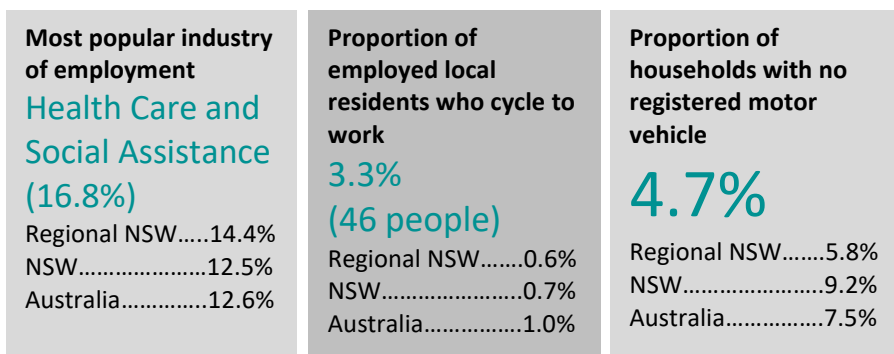 Most popular industry
of employment
Health Care and
Social Assistance
(16.8%)
Regional NSW…..14.4%
NSW…………………12.5%
Australia…………..12.6%
Proportion of
employed local
residents who cycle to
work
3.3%
(46 people)
Regional NSW…….0.6%
NSW………………..0.7%
Australia…………….1.0%
Proportion of
households with no
registered motor
vehicle
4.7%
Regional NSW…….5.8%
NSW………………….9.2%
Australia…………….7.5%